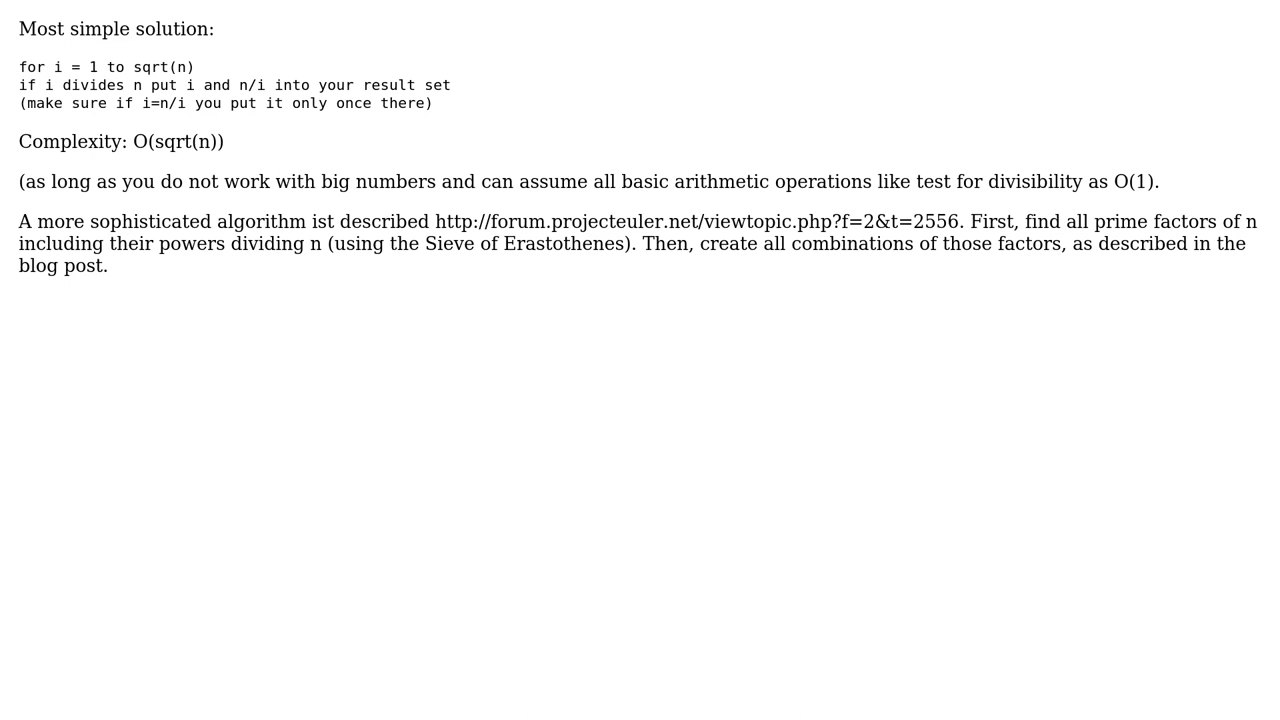 Most simple solution:
for i = 1 to sqrt(n)
if i divides n put i and n/i into your result set
(make sure if i=n/i you put it only once there)
Complexity: O(sqrt(n))
(as long as you do not work with big numbers and can assume all basic arithmetic operations like test for divisibility as O(1).
A more sophisticated algorithm ist described http://forum.projecteuler.net/viewtopic.php?f=2&t=2556. First, find all prime factors of n
including their powers dividing n (using the Sieve of Erastothenes). Then, create all combinations of those factors, as described in the
blog post.